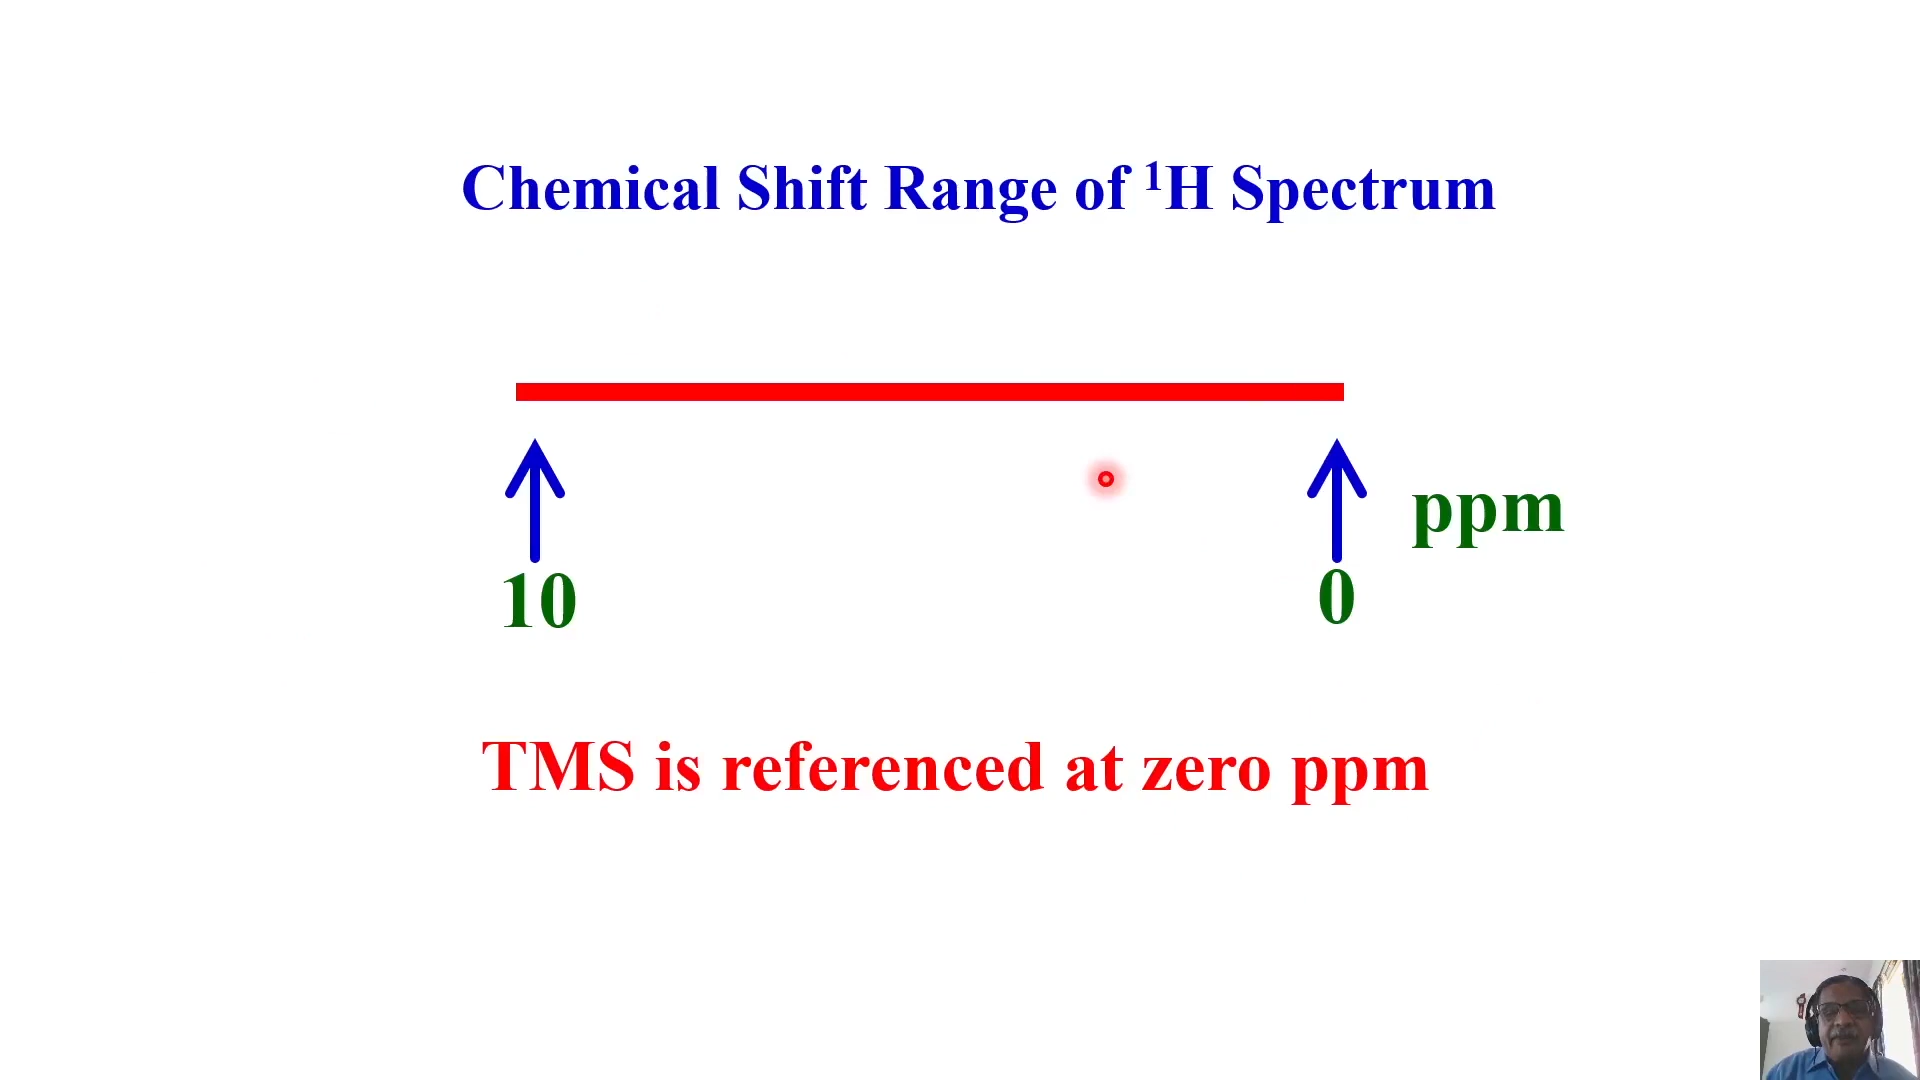 Chemical Shift Range of ¹H Spectrum
ppm
10 0
TMS is referenced at zero ppm